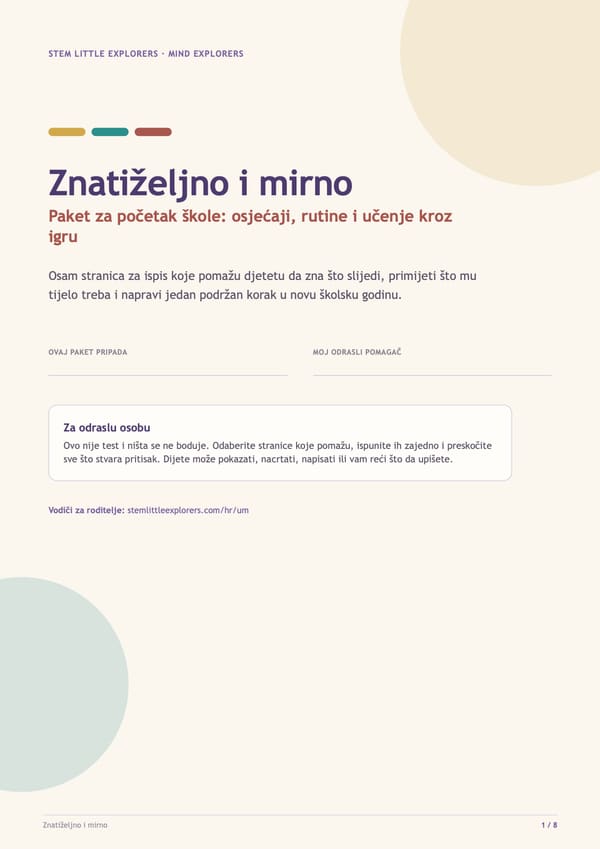 STEM LITTLE EXPLORERS · MIND EXPLORERS
Znatiželjno i mirno
Paket za početak škole: osjećaji, rutine i učenje kroz
igru
Osam stranica za ispis koje pomažu djetetu da zna što slijedi, primijeti što mu
tijelo treba i napravi jedan podržan korak u novu školsku godinu.
OVAJ PAKET PRIPADA
MOJ ODRASLI POMAGAČ
Za odraslu osobu
Ovo nije test i ništa se ne boduje. Odaberite stranice koje pomažu, ispunite ih zajedno i preskočite
sve što stvara pritisak. Dijete može pokazati, nacrtati, napisati ili vam reći što da upišete.
Vodiči za roditelje: stemlittleexplorers.com/hr/um
Znatiželjno i mirno
1 / 8